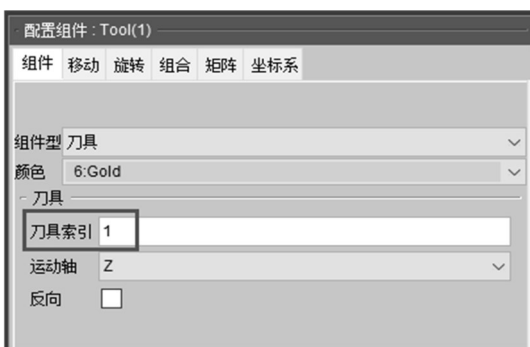 配置组件 : Tool(1)
组件 移动 旋转 组合 矩阵 坐标系
组件型 刀具
颜色 6:Gold
刀具
刀具索引 1
运动轴 Z
反向